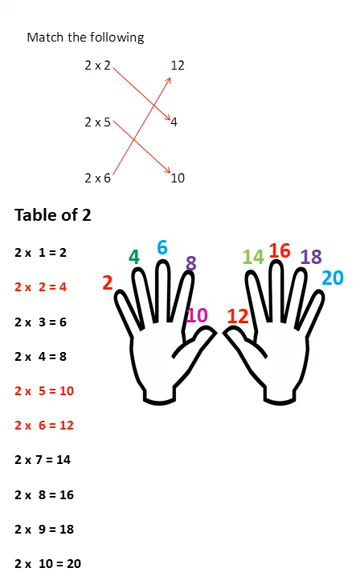 Match the following
2 x 2 12
2 x 5 4
2 x 6 10
Table of 2
2 x 1 = 2
2 x 2 = 4
2 x 3 = 6
2 x 4 = 8
2 x 5 = 10
2 x 6 = 12
2 x 7 = 14
2 x 8 = 16
2 x 9 = 18
2 x 10 = 20
2 4 6 8 10
12 14 16 18 20